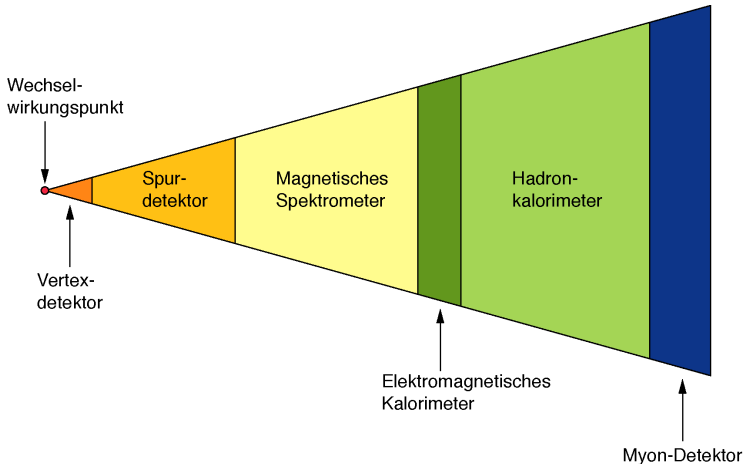 Wechsel-
wirkungspunkt
Spur-
detektor
Magnetisches
Spektrometer
Hadron-
kalorimeter
Vertex-
detektor
Elektromagnetisches
Kalorimeter
Myon-Detektor